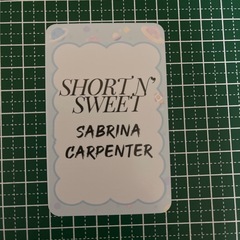 SHORT N'
SWEET
SABRINA
CARPENTER